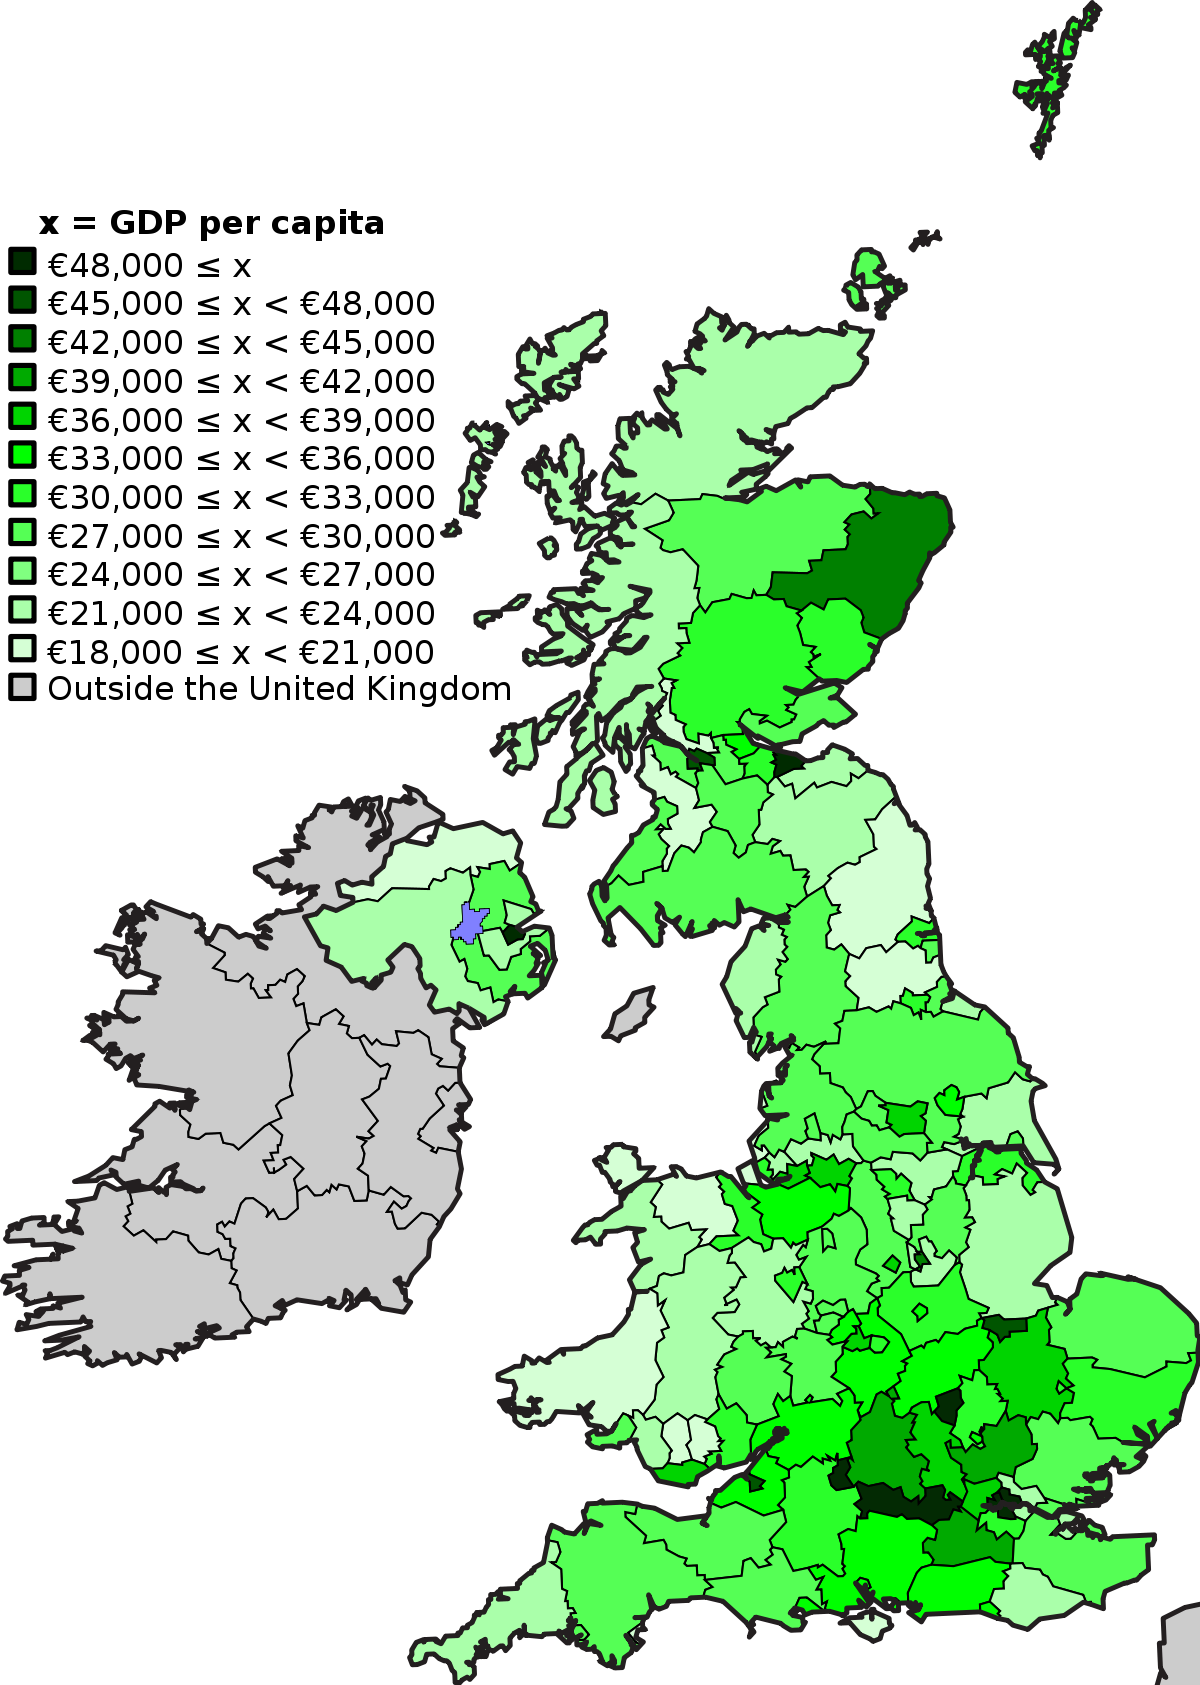 x = GDP per capita
€48,000 ≤ x
€45,000 ≤ x < €48,000
€42,000 ≤ x < €45,000
€39,000 ≤ x < €42,000
€36,000 ≤ x < €39,000
€33,000 ≤ x < €36,000
€30,000 ≤ x < €33,000
€27,000 ≤ x < €30,000
€24,000 ≤ x < €27,000
€21,000 ≤ x < €24,000
€18,000 ≤ x < €21,000
Outside the United Kingdom